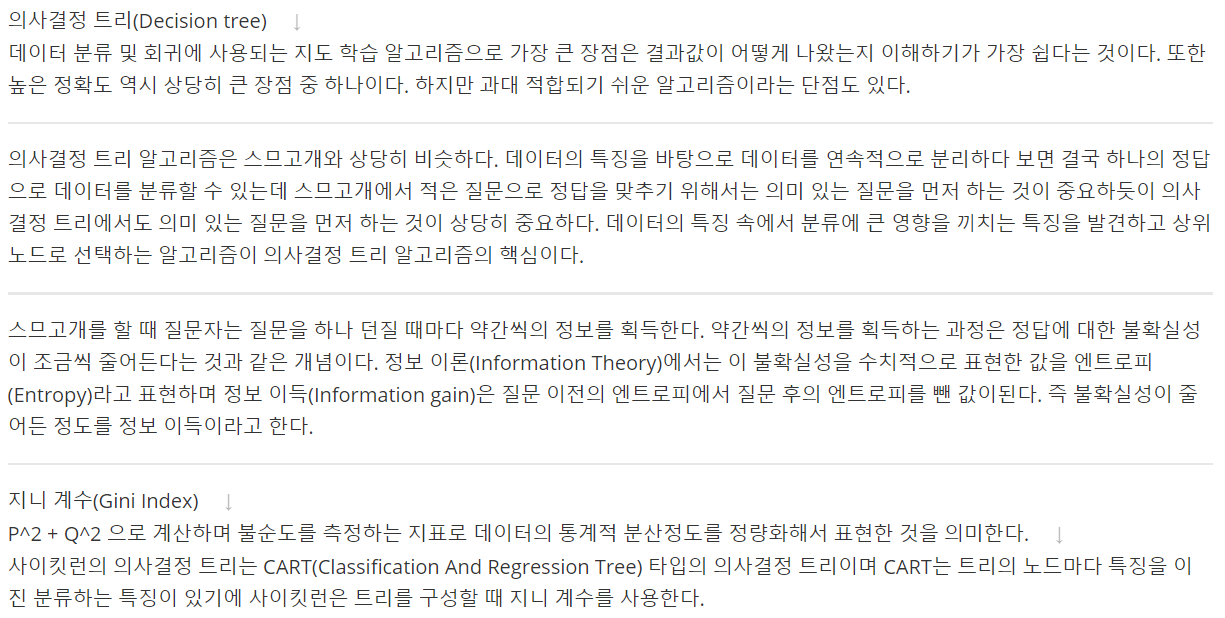 의사결정 트리(Decision tree) ↓
데이터 분류 및 회귀에 사용되는 지도 학습 알고리즘으로 가장 큰 장점은 결과값이 어떻게 나왔는지 이해하기가 가장 쉽다는 것이다. 또한
높은 정확도 역시 상당히 큰 장점 중 하나이다. 하지만 과대 적합되기 쉬운 알고리즘이라는 단점도 있다.
의사결정 트리 알고리즘은 스므고개와 상당히 비슷하다. 데이터의 특징을 바탕으로 데이터를 연속적으로 분리하다 보면 결국 하나의 정답
으로 데이터를 분류할 수 있는데 스므고개에서 적은 질문으로 정답을 맞추기 위해서는 의미 있는 질문을 먼저 하는 것이 중요하듯이 의사
결정 트리에서도 의미 있는 질문을 먼저 하는 것이 상당히 중요하다. 데이터의 특징 속에서 분류에 큰 영향을 끼치는 특징을 발견하고 상위
노드로 선택하는 알고리즘이 의사결정 트리 알고리즘의 핵심이다.
스므고개를 할 때 질문자는 질문을 하나 던질 때마다 약간씩의 정보를 획득한다. 약간씩의 정보를 획득하는 과정은 정답에 대한 불확실성
이 조금씩 줄어든다는 것과 같은 개념이다. 정보 이론(Information Theory)에서는 이 불확실성을 수치적으로 표현한 값을 엔트로피
(Entropy)라고 표현하며 정보 이득(Information gain)은 질문 이전의 엔트로피에서 질문 후의 엔트로피를 뺀 값이된다. 즉 불확실성이 줄
어든 정도를 정보 이득이라고 한다.
지니 계수(Gini Index) ↓
P^2 + Q^2 으로 계산하며 불순도를 측정하는 지표로 데이터의 통계적 분산정도를 정량화해서 표현한 것을 의미한다. ↓
사이킷런의 의사결정 트리는 CART(Classification And Regression Tree) 타입의 의사결정 트리이며 CART는 트리의 노드마다 특징을 이
진 분류하는 특징이 있기에 사이킷런은 트리를 구성할 때 지니 계수를 사용한다.